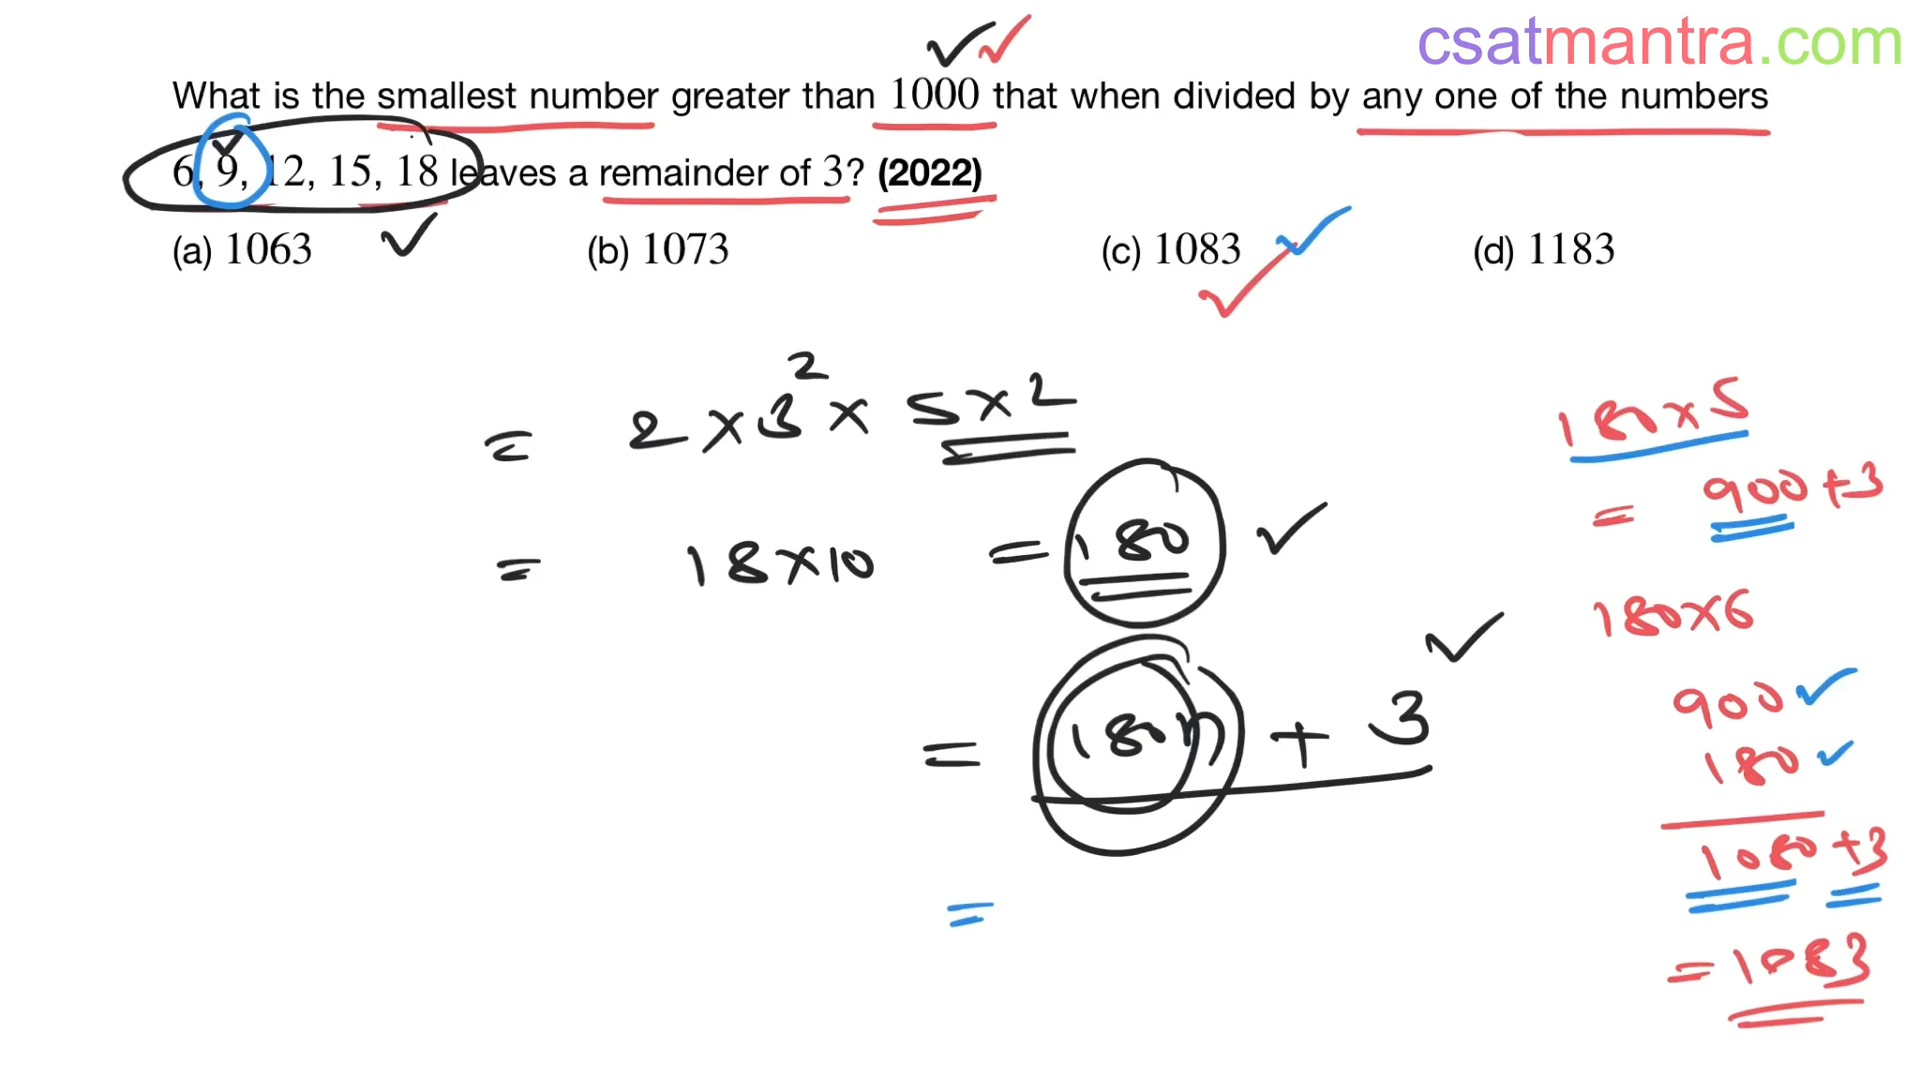 csatmantra.com
What is the smallest number greater than 1000 that when divided by any one of the numbers
6, 9, 12, 15, 18 leaves a remainder of 3? (2022)
(a) 1063 (b) 1073 (c) 1083 (d) 1183
= 2 × 3² × 5 × 2
= 18 × 10 = 180
= 180n + 3
=
180 × 5
= 900 + 3
180 × 6
900
180
1080 + 3
= 1083